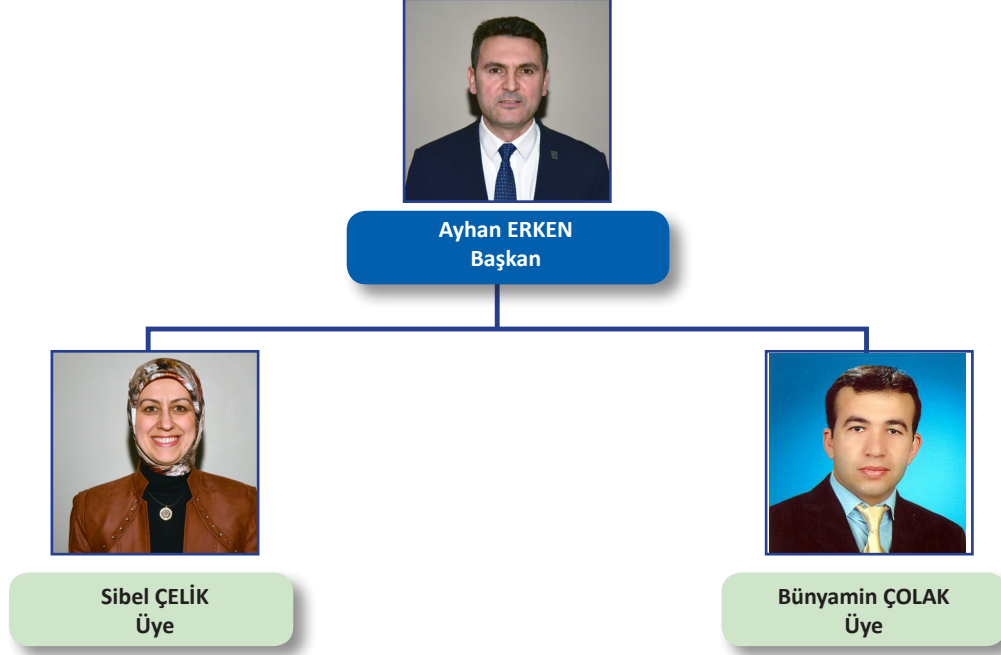 Ayhan ERKEN
Başkan
Sibel ÇELİK
Üye
Bünyamin ÇOLAK
Üye